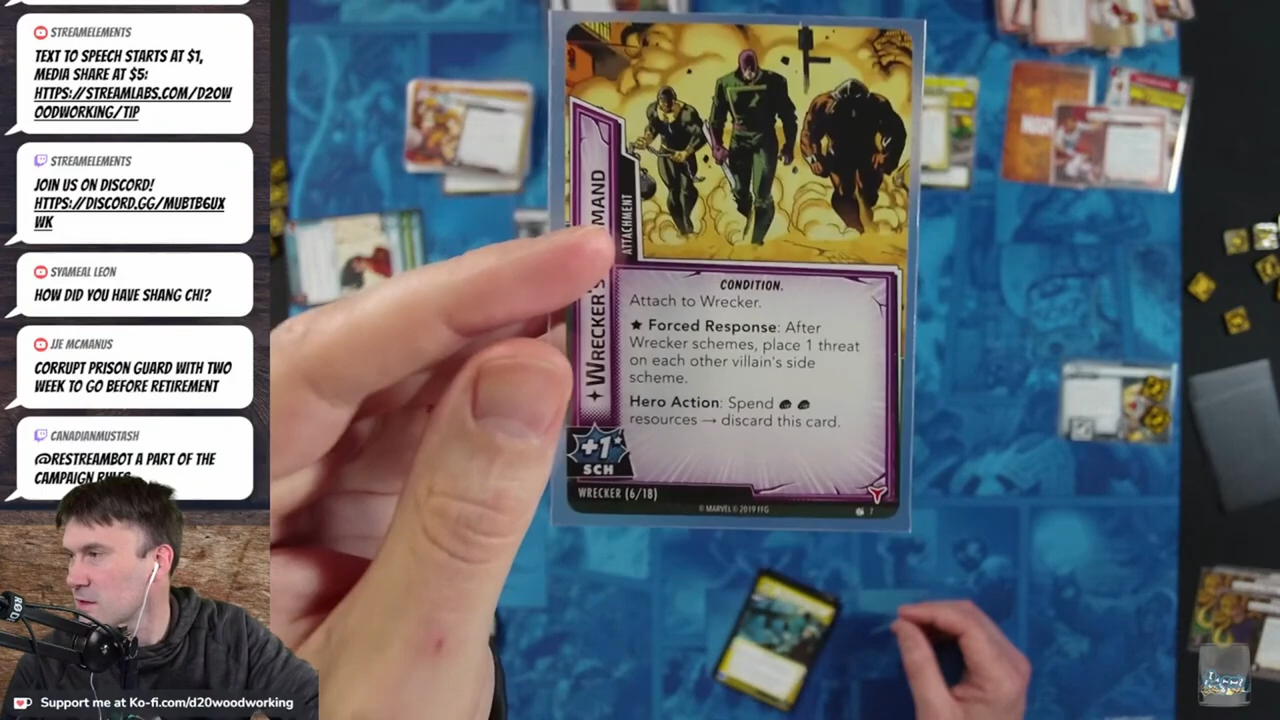 STREAMELEMENTS
TEXT TO SPEECH STARTS AT $1,
MEDIA SHARE AT $5:
HTTPS://STREAMLABS.COM/D20W
OODWORKING/TIP
STREAMELEMENTS
JOIN US ON DISCORD!
HTTPS://DISCORD.GG/MUBTB6UX
WK
SYAMEAL LEON
HOW DID YOU HAVE SHANG CHI?
JJE MCMANUS
CORRUPT PRISON GUARD WITH TWO
WEEK TO GO BEFORE RETIREMENT
CANADIANMUSTASH
@RESTREAMBOT A PART OF THE
CAMPAIGN RULES
Support me at Ko-fi.com/d20woodworking
WRECKER'S
MAND
ATTACHMENT
CONDITION.
Attach to Wrecker.
★ Forced Response: After
Wrecker schemes, place 1 threat
on each other villain's side
scheme.
Hero Action: Spend
resources → discard this card.
+1
SCH
WRECKER (6/18)
© MARVEL © 2019 FFG
7